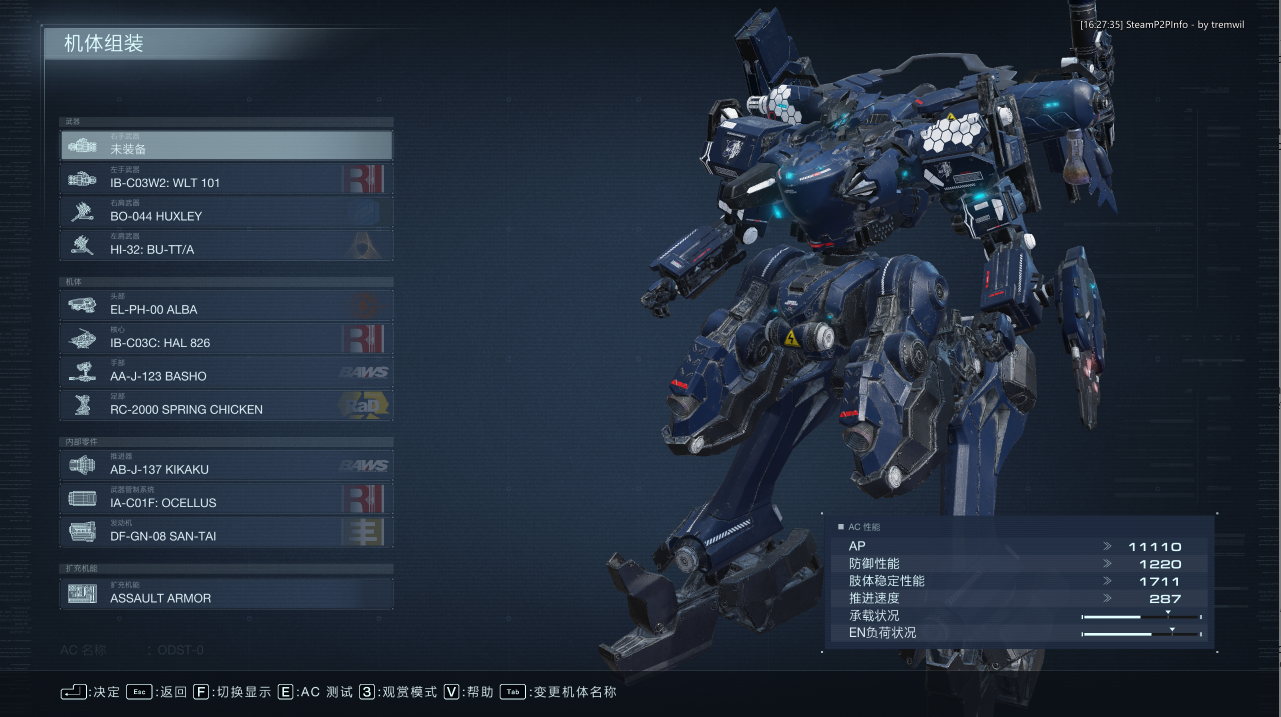 [16:27:35] SteamP2PInfo - by tremwil
机体组装
武器
右手武器
未装备
左手武器
IB-C03W2: WLT 101
右肩武器
BO-044 HUXLEY
左肩武器
HI-32: BU-TT/A
机体
头部
EL-PH-00 ALBA
核心
IB-C03C: HAL 826
手部
AA-J-123 BASHO
BAWS
足部
RC-2000 SPRING CHICKEN
RaD
内部零件
推进器
AB-J-137 KIKAKU
BAWS
武器管制系统
IA-C01F: OCELLUS
发动机
DF-GN-08 SAN-TAI
扩充机能
扩充机能
ASSAULT ARMOR
AC 名称 : ODST-0
AC 性能
AP 11110
防御性能 1220
肢体稳定性能 1711
推进速度 287
承载状况
EN负荷状况
:决定 Esc :返回 F :切换显示 E :AC 测试 3 :观赏模式 V :帮助 Tab :变更机体名称